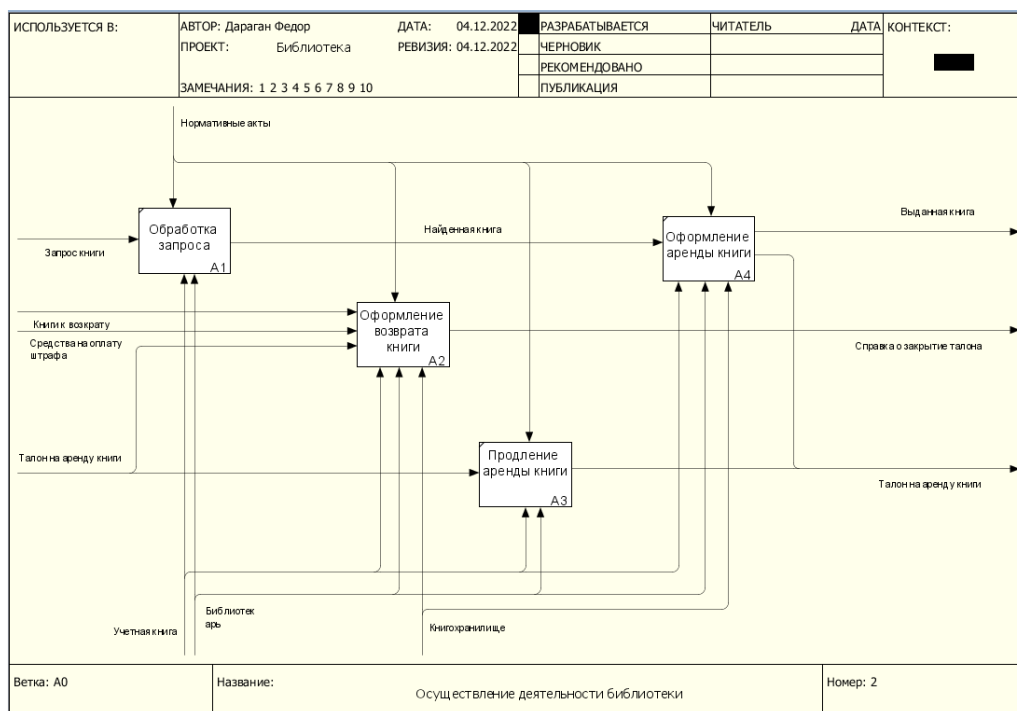 ИСПОЛЬЗУЕТСЯ В:
АВТОР: Дараган Федор
ДАТА: 04.12.2022
РАЗРАБАТЫВАЕТСЯ
ЧИТАТЕЛЬ
ДАТА
КОНТЕКСТ:
ПРОЕКТ: Библиотека
РЕВИЗИЯ: 04.12.2022
ЧЕРНОВИК
РЕКОМЕНДОВАНО
ЗАМЕЧАНИЯ: 1 2 3 4 5 6 7 8 9 10
ПУБЛИКАЦИЯ
Нормативные акты
Обработка
запроса
A1
Запрос книги
Найденная книга
Оформление
аренды книги
A4
Выданная книга
Книги к возкрату
Средства на оплату
штрафа
Оформление
возврата
книги
A2
Справка о закрытие талона
Талон на аренду книги
Продление
аренды книги
A3
Талон на аренду книги
Учетная книга
Библиотек
арь
Книгохранилище
Ветка: A0
Название:
Осуществление деятельности библиотеки
Номер: 2